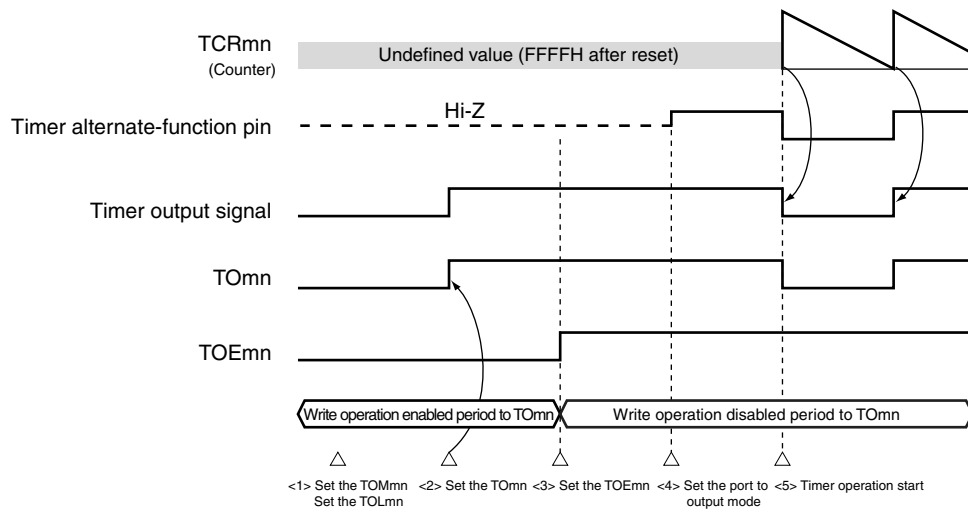 TCRmn
(Counter)
Undefined value (FFFFH after reset)
Hi-Z
Timer alternate-function pin
Timer output signal
TOmn
TOEmn
Write operation enabled period to TOmn
Write operation disabled period to TOmn
<1> Set the TOMmn
Set the TOLmn
<2> Set the TOmn
<3> Set the TOEmn
<4> Set the port to
output mode
<5> Timer operation start